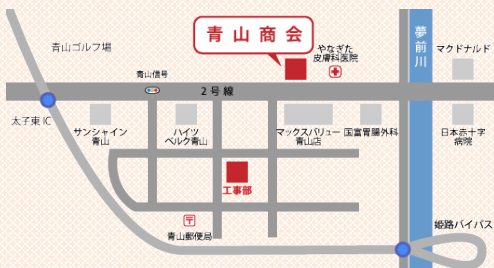 青山商会
夢前川
青山ゴルフ場
やなぎた
皮膚科医院
マクドナルド
青山信号
2号線
太子東IC
サンシャイン
青山
ハイツ
ベルク青山
マックスバリュー
青山店
国富胃腸外科
日本赤十字
病院
工事部
〒
青山郵便局
姫路バイパス